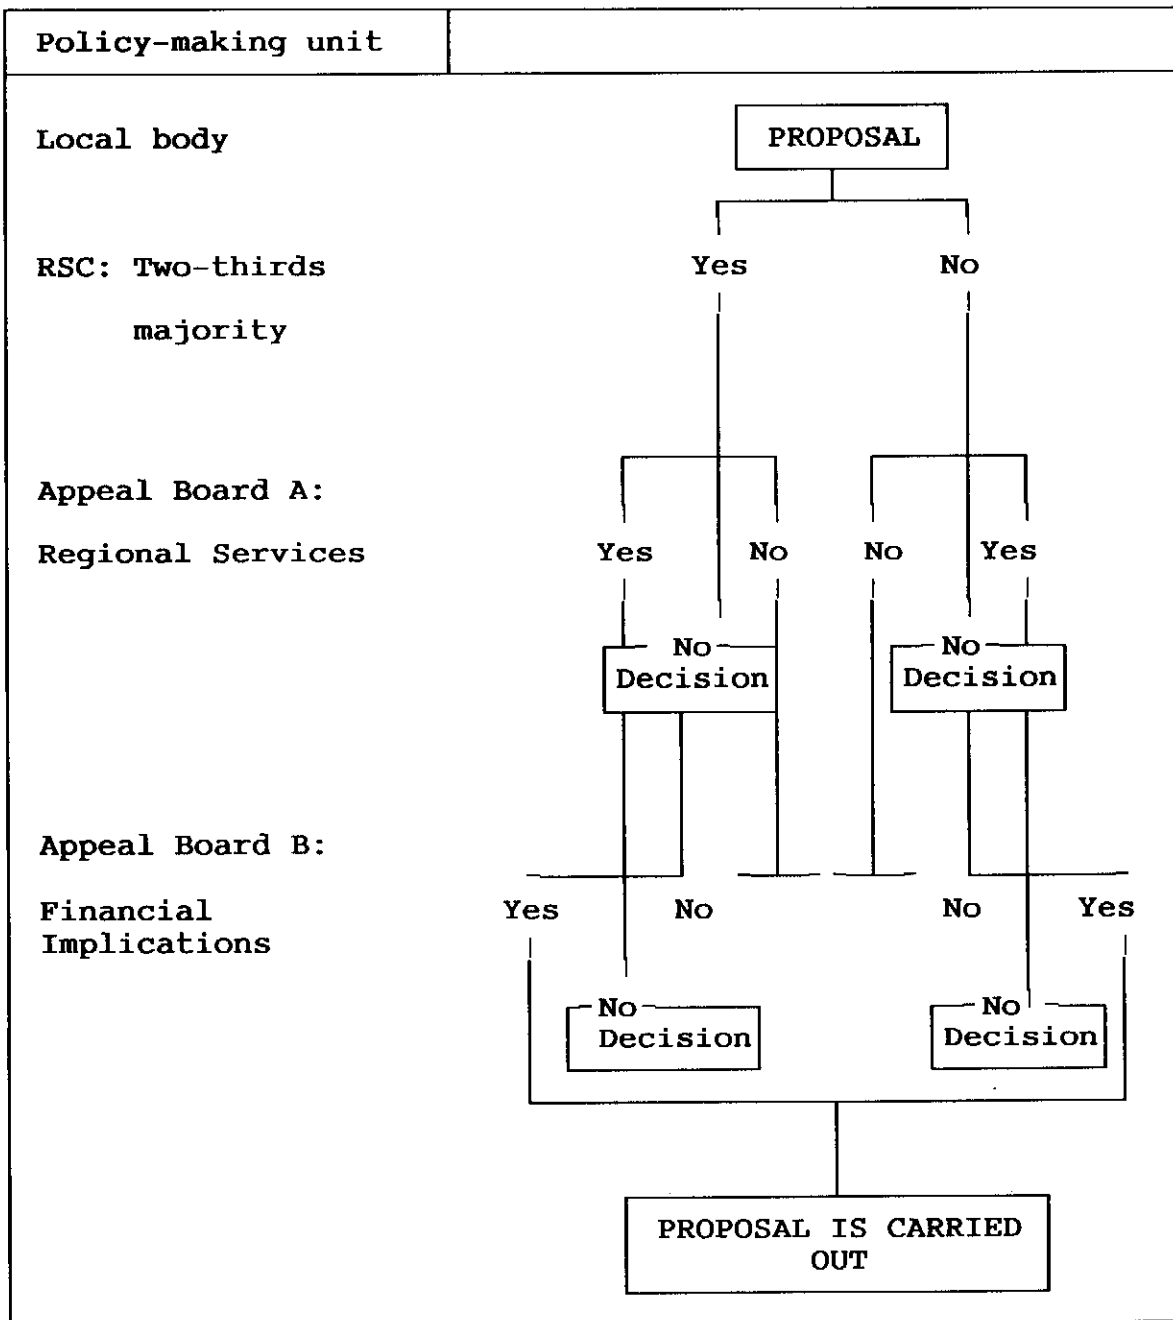 Policy-making unit
Local body
PROPOSAL
RSC: Two-thirds
majority
Yes No
Appeal Board A:
Regional Services
Yes No No Yes
No No
Decision Decision
Appeal Board B:
Financial
Implications
Yes No No Yes
No No
Decision Decision
PROPOSAL IS CARRIED
OUT